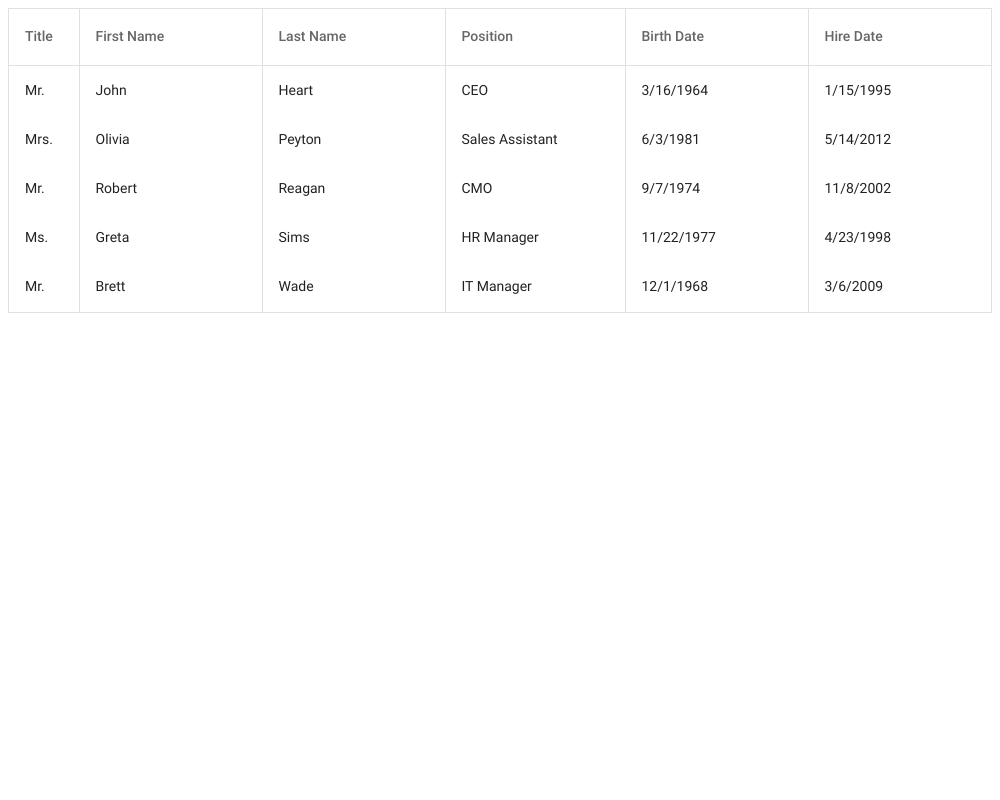 Title First Name Last Name Position Birth Date Hire Date
Mr. John Heart CEO 3/16/1964 1/15/1995
Mrs. Olivia Peyton Sales Assistant 6/3/1981 5/14/2012
Mr. Robert Reagan CMO 9/7/1974 11/8/2002
Ms. Greta Sims HR Manager 11/22/1977 4/23/1998
Mr. Brett Wade IT Manager 12/1/1968 3/6/2009